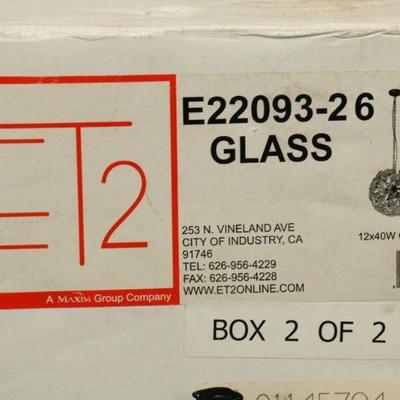 ET2
A MAXIM Group Company
E22093-26
GLASS
253 N. VINELAND AVE
CITY OF INDUSTRY, CA
91746
TEL: 626-956-4229
FAX: 626-956-4228
WWW.ET2ONLINE.COM
12x40W
BOX 2 OF 2